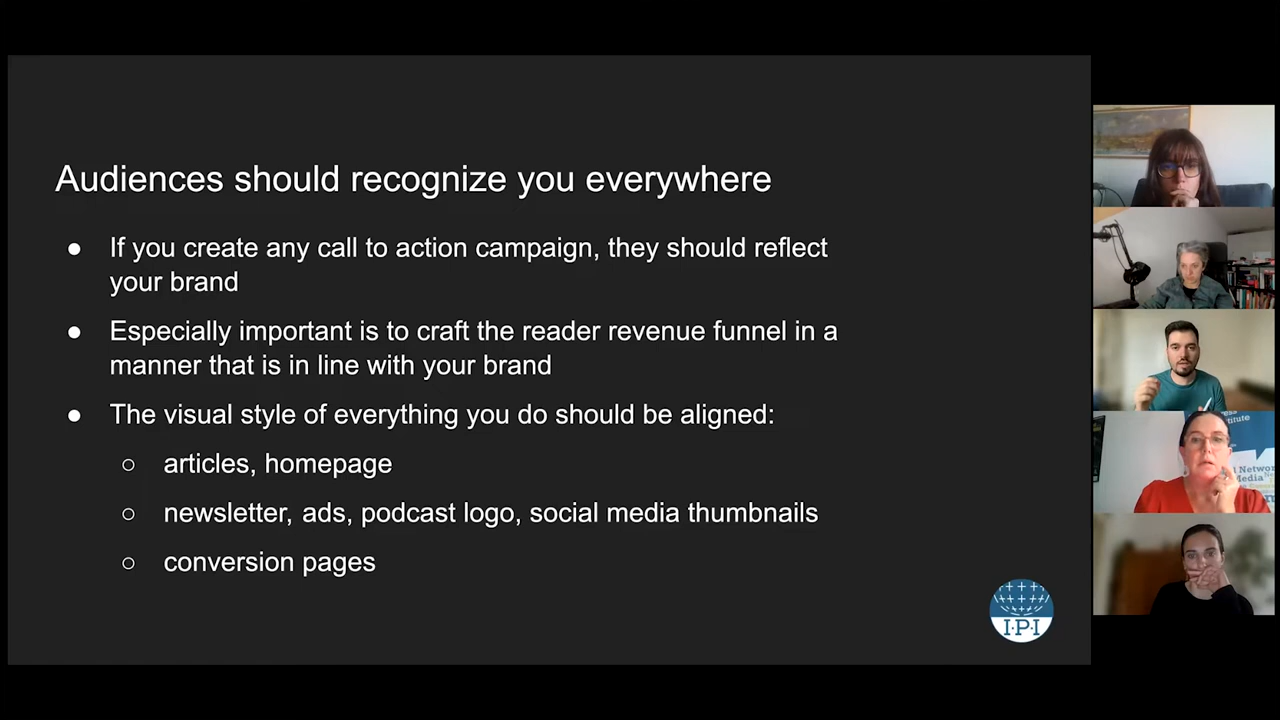 Audiences should recognize you everywhere
● If you create any call to action campaign, they should reflect
your brand
● Especially important is to craft the reader revenue funnel in a
manner that is in line with your brand
● The visual style of everything you do should be aligned:
○ articles, homepage
○ newsletter, ads, podcast logo, social media thumbnails
○ conversion pages
I·P·I
Network
Media